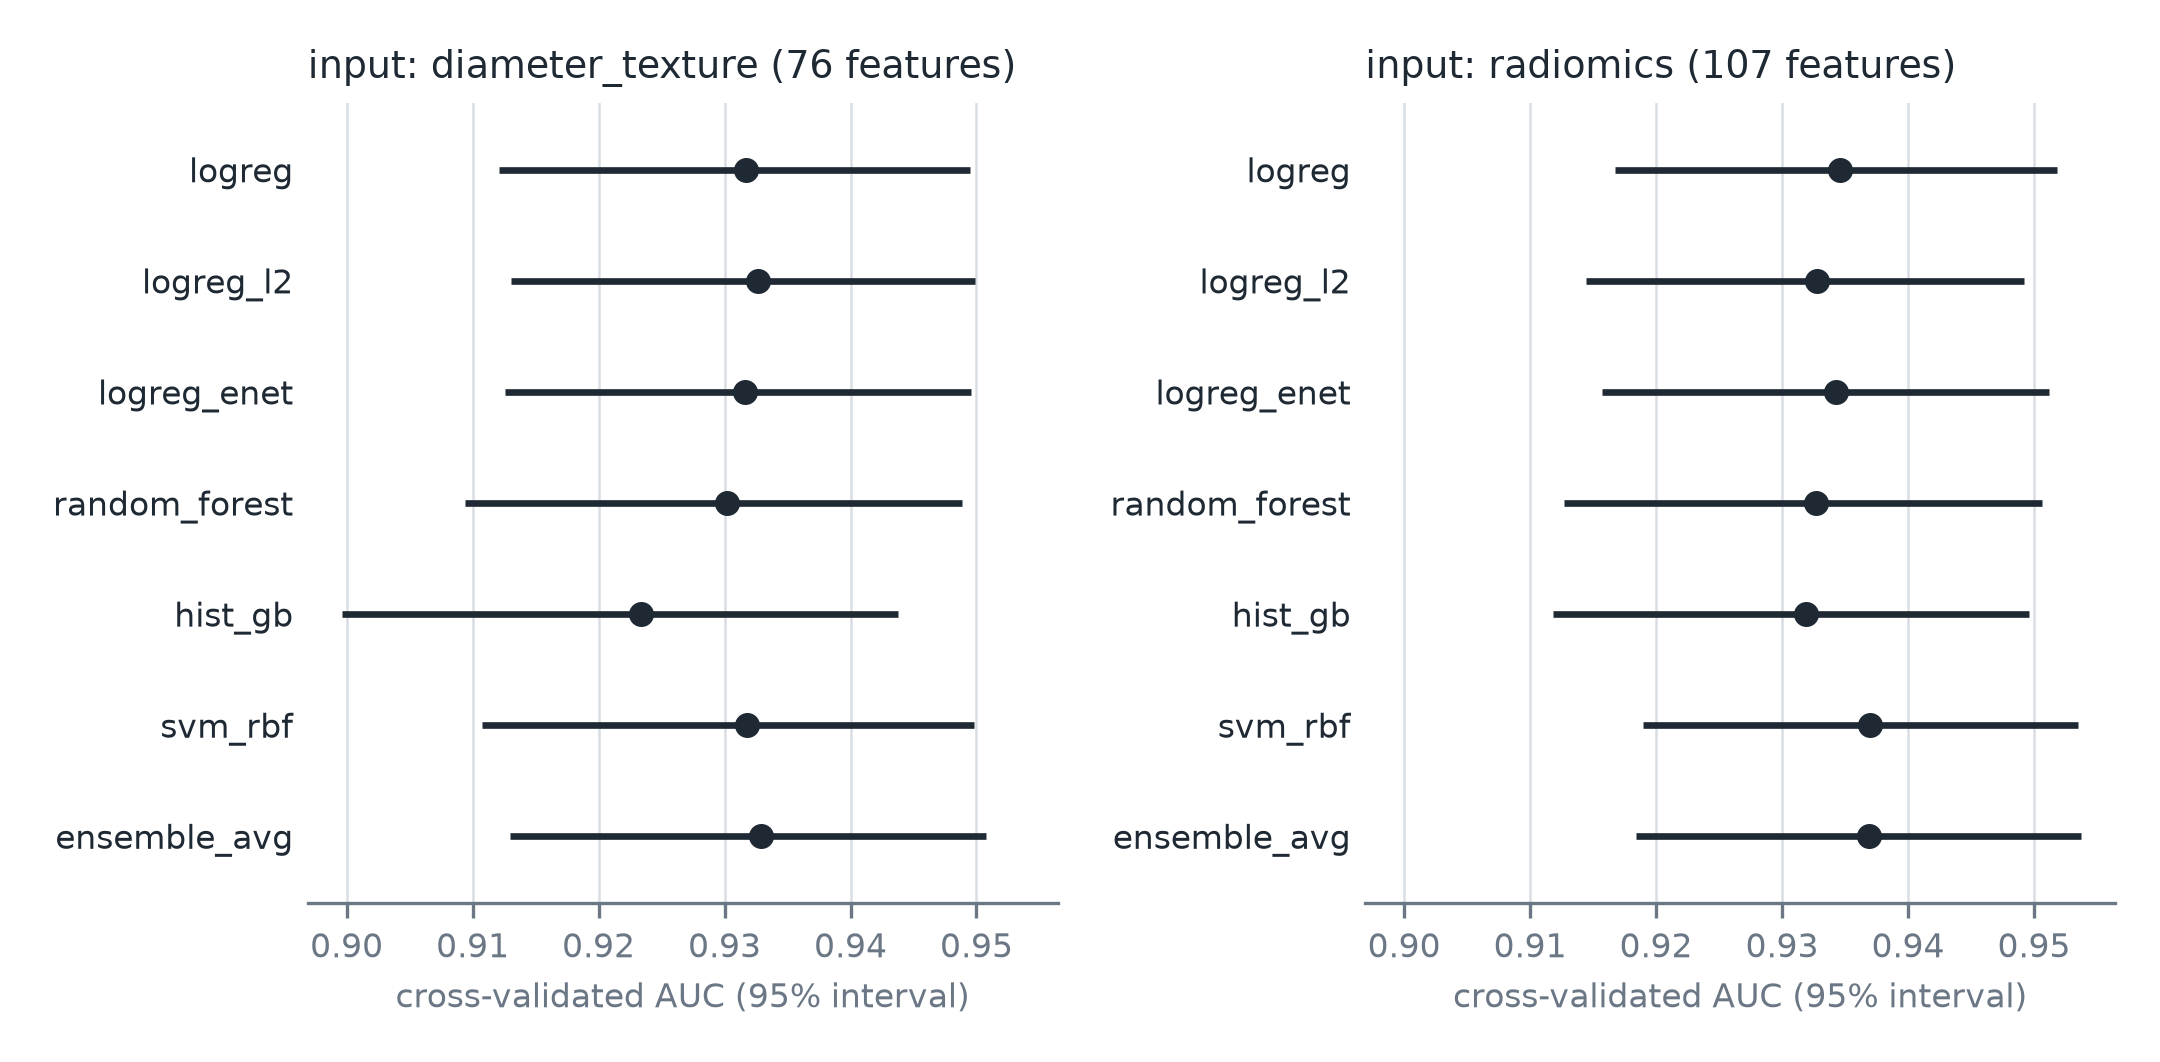 input: diameter_texture (76 features)
logreg
logreg_l2
logreg_enet
random_forest
hist_gb
svm_rbf
ensemble_avg
0.90 0.91 0.92 0.93 0.94 0.95
cross-validated AUC (95% interval)
input: radiomics (107 features)
logreg
logreg_l2
logreg_enet
random_forest
hist_gb
svm_rbf
ensemble_avg
0.90 0.91 0.92 0.93 0.94 0.95
cross-validated AUC (95% interval)